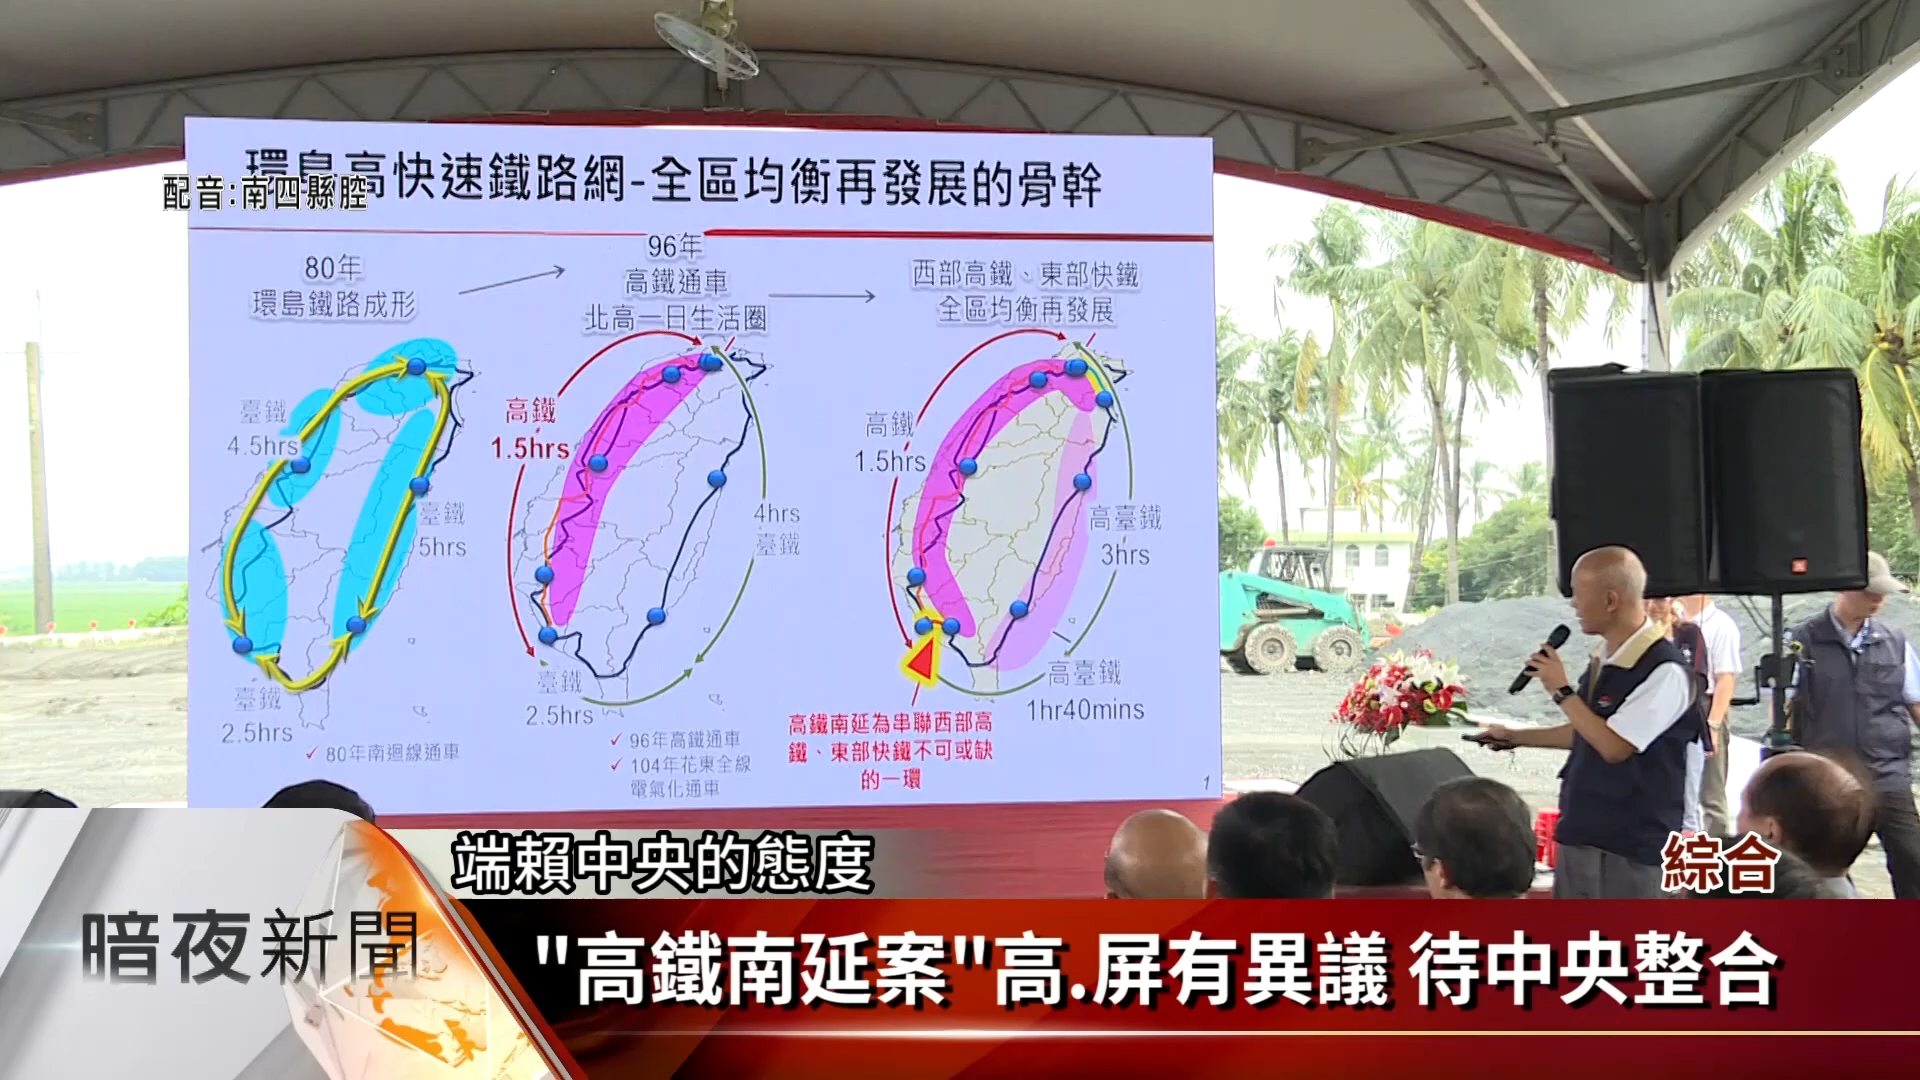 環島高快速鐵路網-全區均衡再發展的骨幹
配音:南四縣腔
80年
環島鐵路成形
96年
高鐵通車
北高一日生活圈
西部高鐵、東部快鐵
全區均衡再發展
臺鐵
4.5hrs
臺鐵
5hrs
臺鐵
2.5hrs
✓ 80年南迴線通車
高鐵
1.5hrs
4hrs
臺鐵
臺鐵
2.5hrs
✓ 96年高鐵通車
✓ 104年花東全線
電氣化通車
高鐵
1.5hrs
高臺鐵
3hrs
高臺鐵
1hr40mins
高鐵南延為串聯西部高
鐵、東部快鐵不可或缺
的一環
1
端賴中央的態度
綜合
暗夜新聞
"高鐵南延案"高.屏有異議 待中央整合